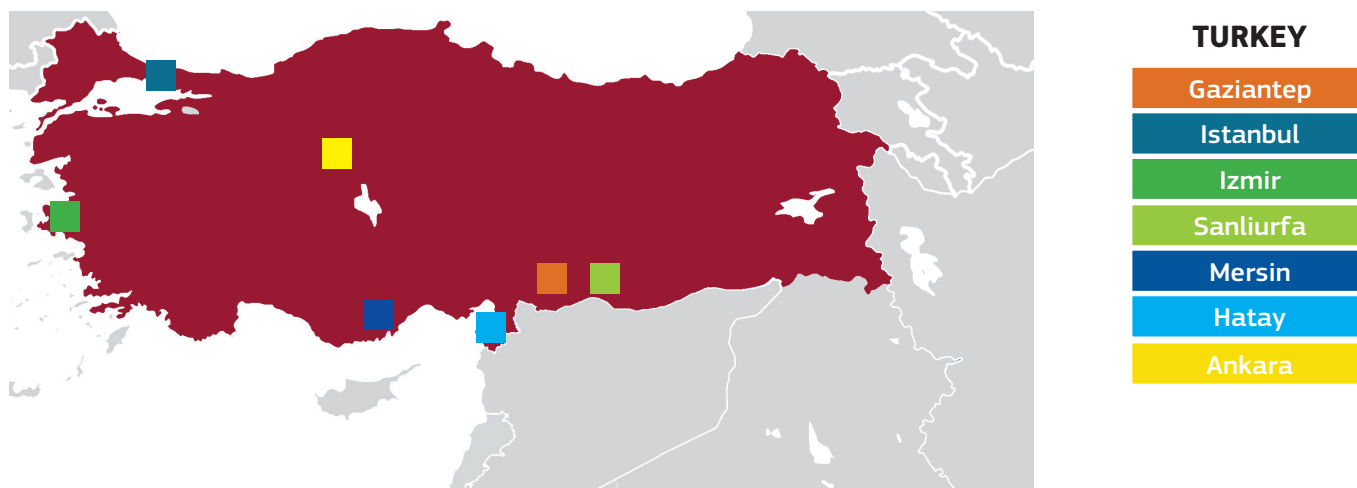 TURKEY
Gaziantep
Istanbul
Izmir
Sanliurfa
Mersin
Hatay
Ankara